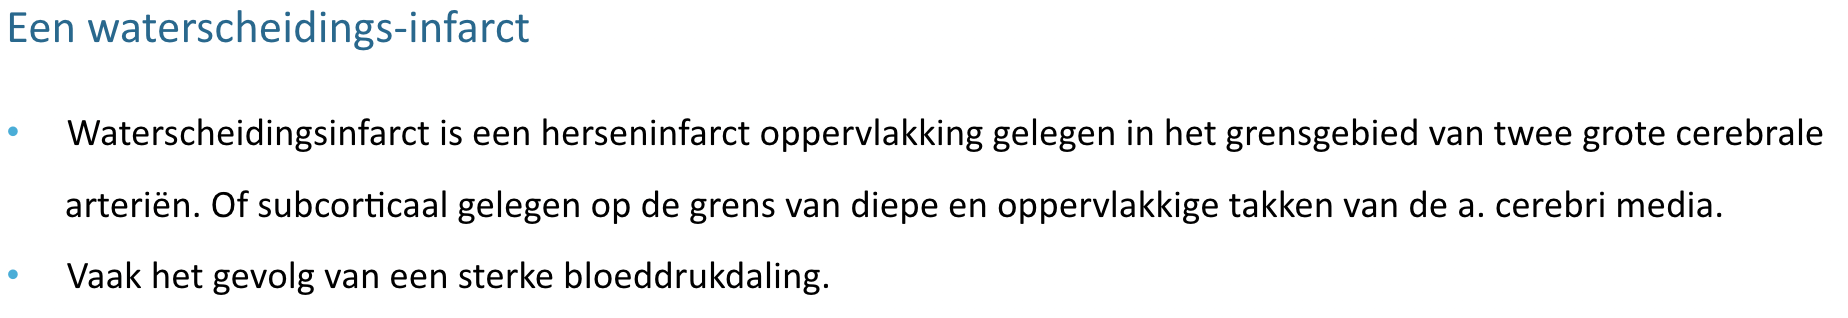 Een waterscheidings-infarct
• Waterscheidingsinfarct is een herseninfarct oppervlakking gelegen in het grensgebied van twee grote cerebrale
arteriën. Of subcorticaal gelegen op de grens van diepe en oppervlakkige takken van de a. cerebri media.
• Vaak het gevolg van een sterke bloeddrukdaling.